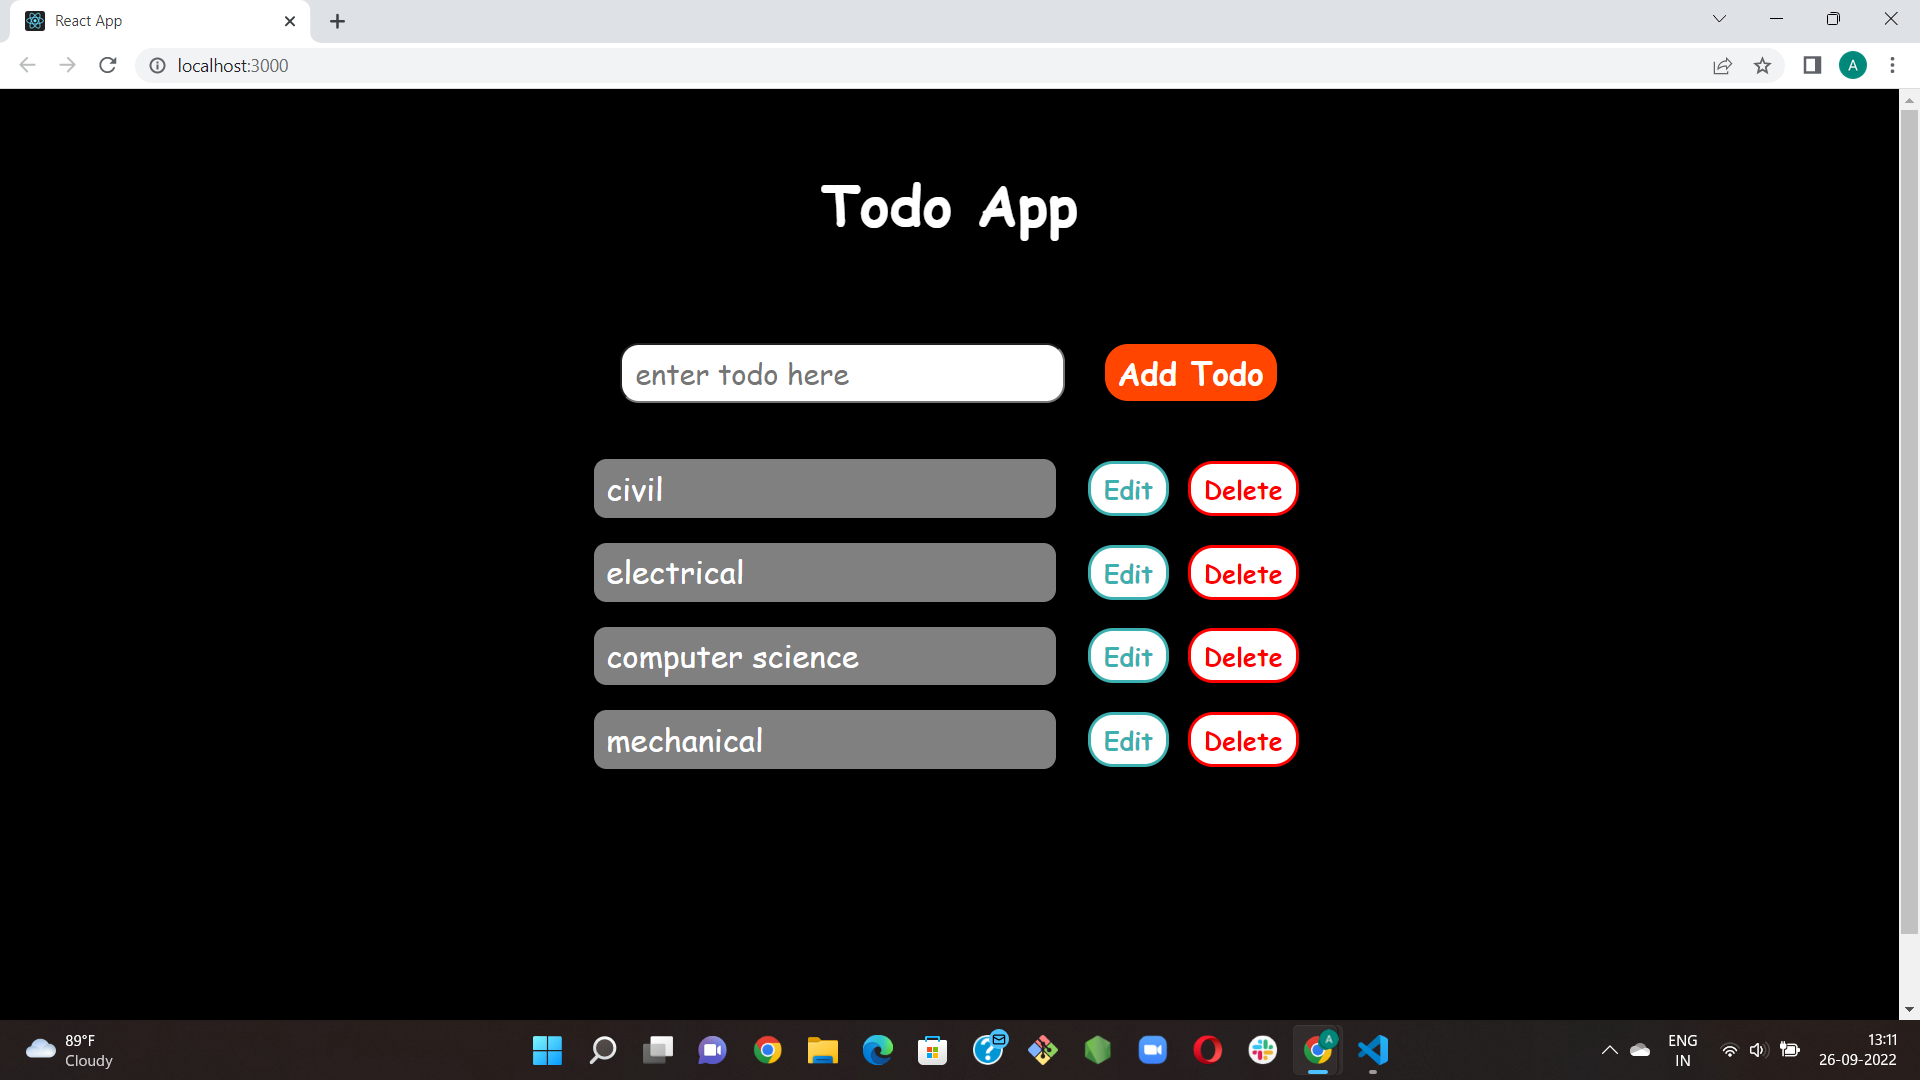 React App
localhost:3000
A
Todo App
enter todo here
Add Todo
civil
Edit
Delete
electrical
Edit
Delete
computer science
Edit
Delete
mechanical
Edit
Delete
89°F
Cloudy
A
ENG
IN
13:11
26-09-2022